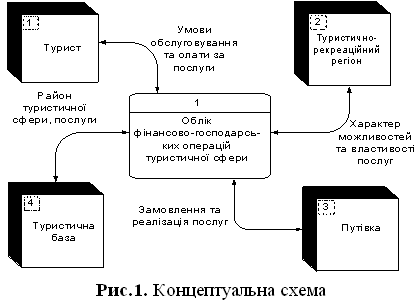 1
Турист
Умови
обслуговування
та олати за
послуги
2
Туристично-
рекреаційний
регіон
Район
туристичної
сфери, послуги
1
Облік
фінансово-господарсь-
ких операцій
туристичної сфери
Характер
можливостей
та властивості
послуг
4
Туристична
база
Замовлення та
реалізація послуг
3
Путівка
Рис.1. Концептуальна схема